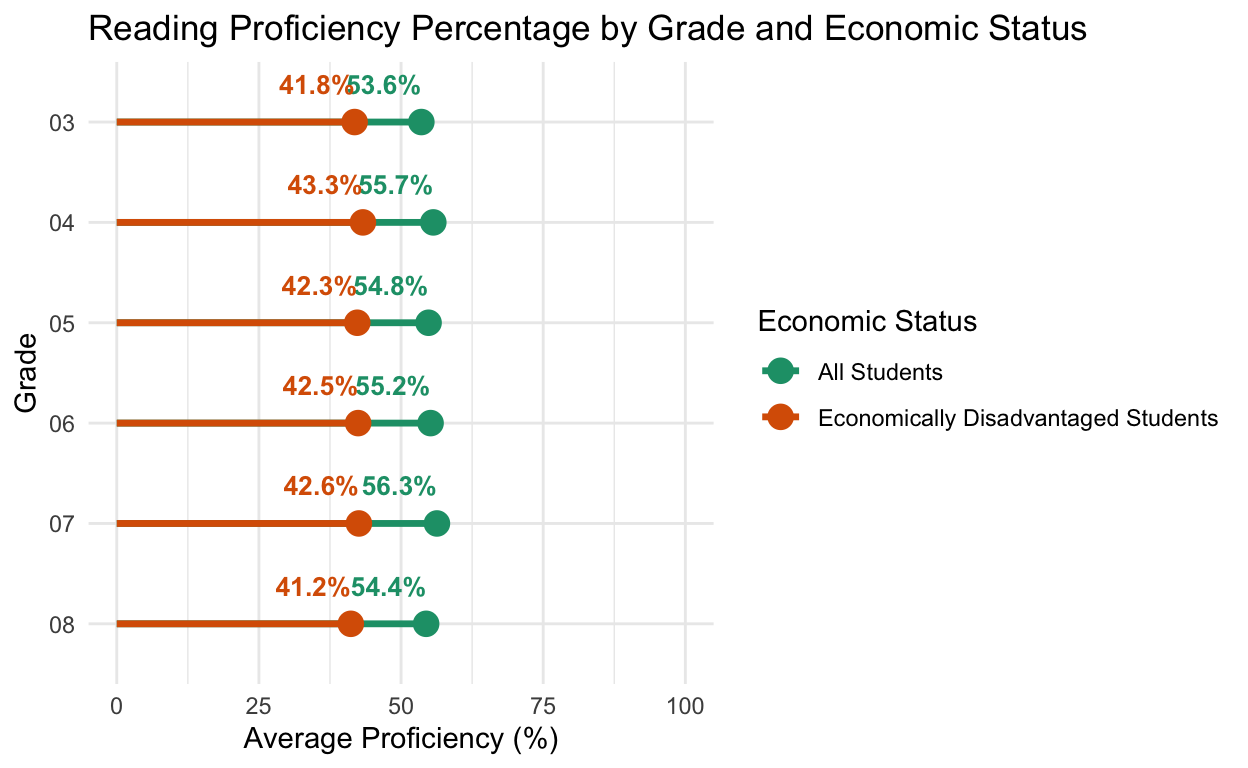 Reading Proficiency Percentage by Grade and Economic Status
41.8% 53.6%
03
43.3% 55.7%
04
42.3% 54.8%
05
42.5% 55.2%
06
42.6% 56.3%
07
41.2% 54.4%
08
Grade
0 25 50 75 100
Average Proficiency (%)
Economic Status
All Students
Economically Disadvantaged Students